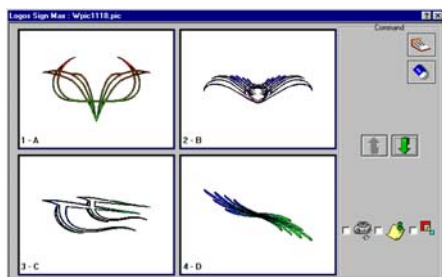 Logos Sign Max : Wpic1118.pic
Command
1 - A
2 - B
3 - C
4 - D